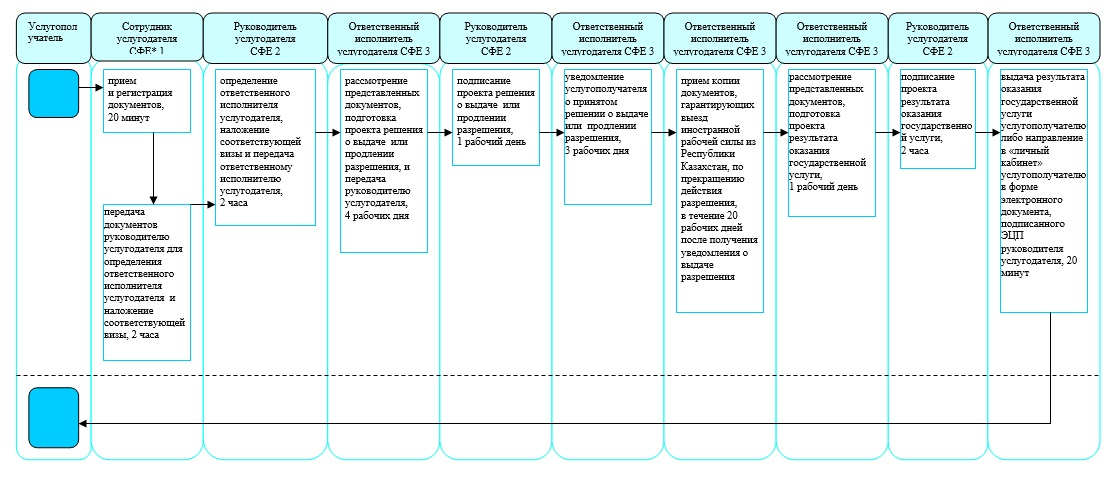 Услугопол
учатель
Сотрудник
услугодателя
СФЕ* 1
Руководитель
услугодателя
СФЕ 2
Ответственный
исполнитель
услугодателя СФЕ 3
Руководитель
услугодателя
СФЕ 2
Ответственный
исполнитель
услугодателя СФЕ 3
Ответственный
исполнитель
услугодателя СФЕ 3
Ответственный
исполнитель
услугодателя СФЕ 3
Руководитель
услугодателя
СФЕ 2
Ответственный
исполнитель
услугодателя СФЕ 3
прием
и регистрация
документов,
20 минут
передача
документов
руководителю
услугодателя для
определения
ответственного
исполнителя
услугодателя и
наложение
соответствующей
визы, 2 часа
определение
ответственного
исполнителя
услугодателя,
наложение
соответствующей
визы и передача
ответственному
исполнителю
услугодателя,
2 часа
рассмотрение
представленных
документов,
подготовка
проекта решения
о выдаче или
продлении
разрешения, и
передача
руководителю
услугодателя,
4 рабочих дня
подписание
проекта решения
о выдаче или
продлении
разрешения,
1 рабочий день
уведомление
услугополучателя
о принятом
решении о выдаче
или продлении
разрешения,
3 рабочих дня
прием копии
документов,
гарантирующих
выезд
иностранной
рабочей силы из
Республики
Казахстан, по
прекращению
действия
разрешения,
в течение 20
рабочих дней
после получения
уведомления о
выдаче
разрешения
рассмотрение
представленных
документов,
подготовка
проекта
результата
оказания
государственной
услуги,
1 рабочий день
подписание
проекта
результата
оказания
государственно
й услуги,
2 часа
выдача результата
оказания
государственной
услуги
услугополучателю
либо направление
в «личный
кабинет»
услугополучателю
в форме
электронного
документа,
подписанного
ЭЦП
руководителя
услугодателя, 20
минут